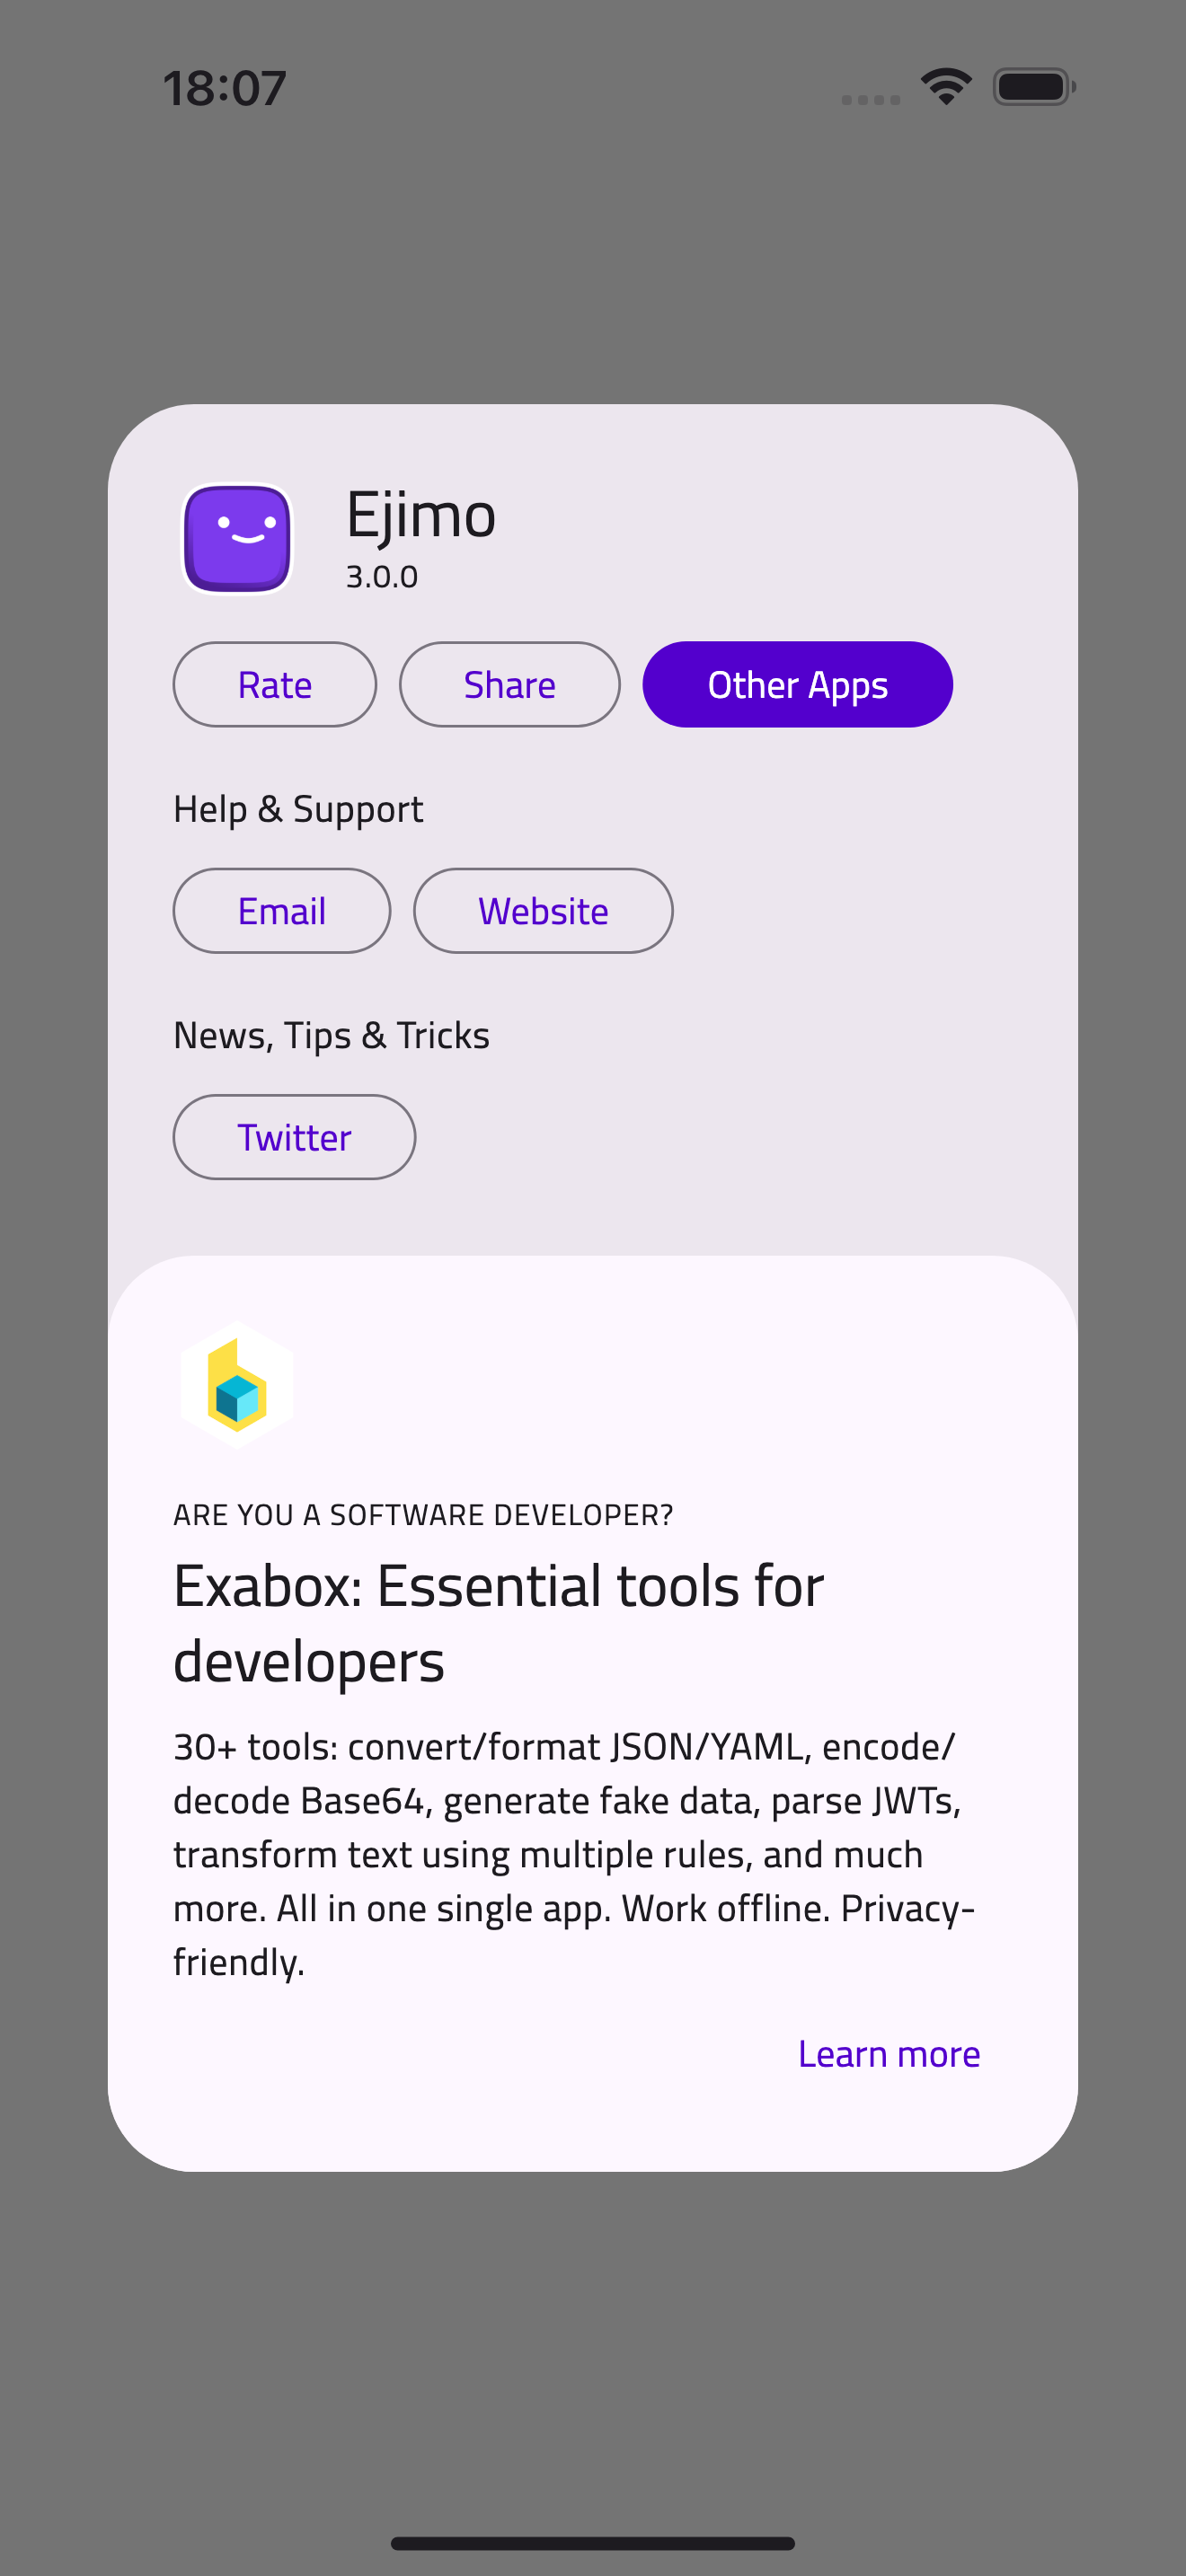 18:07
Ejimo
3.0.0
Rate Share Other Apps
Help & Support
Email Website
News, Tips & Tricks
Twitter
ARE YOU A SOFTWARE DEVELOPER?
Exabox: Essential tools for
developers
30+ tools: convert/format JSON/YAML, encode/
decode Base64, generate fake data, parse JWTs,
transform text using multiple rules, and much
more. All in one single app. Work offline. Privacy-
friendly.
Learn more